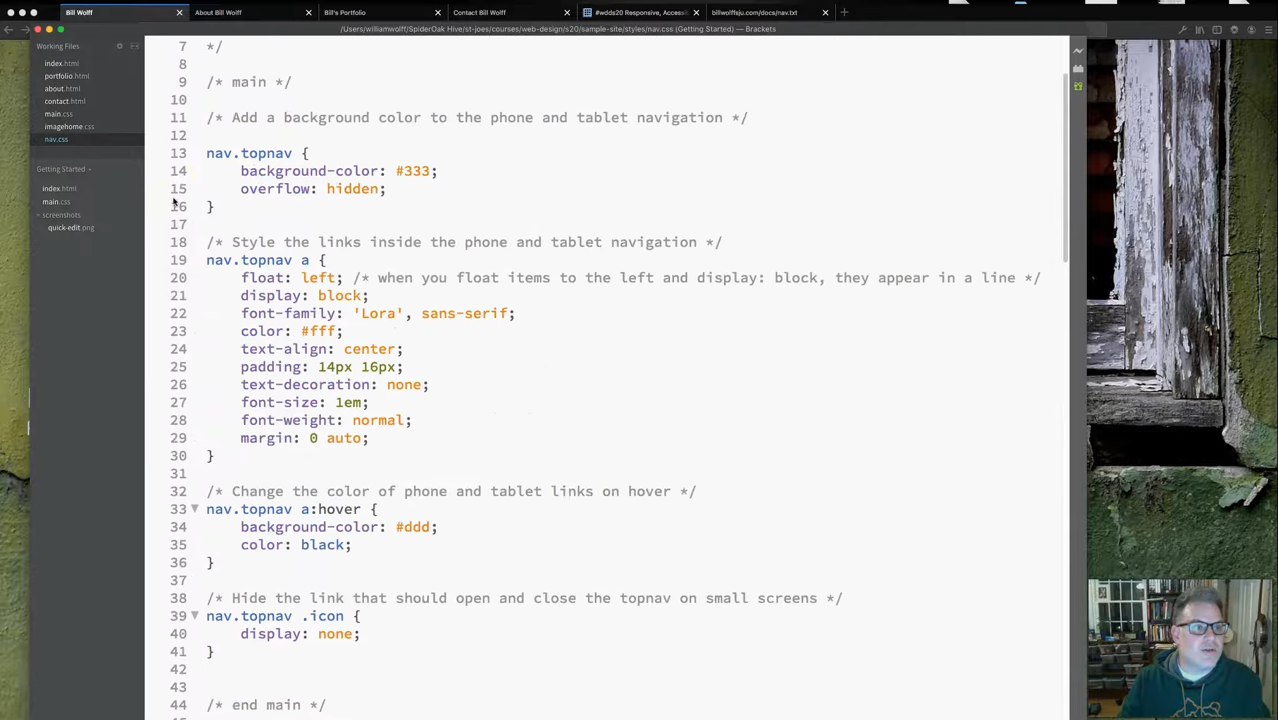 Bill Wolff
About Bill Wolff
Bill's Portfolio
Contact Bill Wolff
#wdds20 Responsive, Accessi
billwolffsju.com/docs/nav.txt
/Users/williamwolff/SpiderOak Hive/st-joes/courses/web-design/s20/sample-site/styles/nav.css (Getting Started) — Brackets
Working Files
index.html
portfolio.html
about.html
contact.html
main.css
imagehome.css
nav.css
Getting Started
index.html
main.css
screenshots
quick-edit.png
7 */
8
9 /* main */
10
11 /* Add a background color to the phone and tablet navigation */
12
13 nav.topnav {
14 background-color: #333;
15 overflow: hidden;
16 }
17
18 /* Style the links inside the phone and tablet navigation */
19 nav.topnav a {
20 float: left; /* when you float items to the left and display: block, they appear in a line */
21 display: block;
22 font-family: 'Lora', sans-serif;
23 color: #fff;
24 text-align: center;
25 padding: 14px 16px;
26 text-decoration: none;
27 font-size: 1em;
28 font-weight: normal;
29 margin: 0 auto;
30 }
31
32 /* Change the color of phone and tablet links on hover */
33 nav.topnav a:hover {
34 background-color: #ddd;
35 color: black;
36 }
37
38 /* Hide the link that should open and close the topnav on small screens */
39 nav.topnav .icon {
40 display: none;
41 }
42
43
44 /* end main */